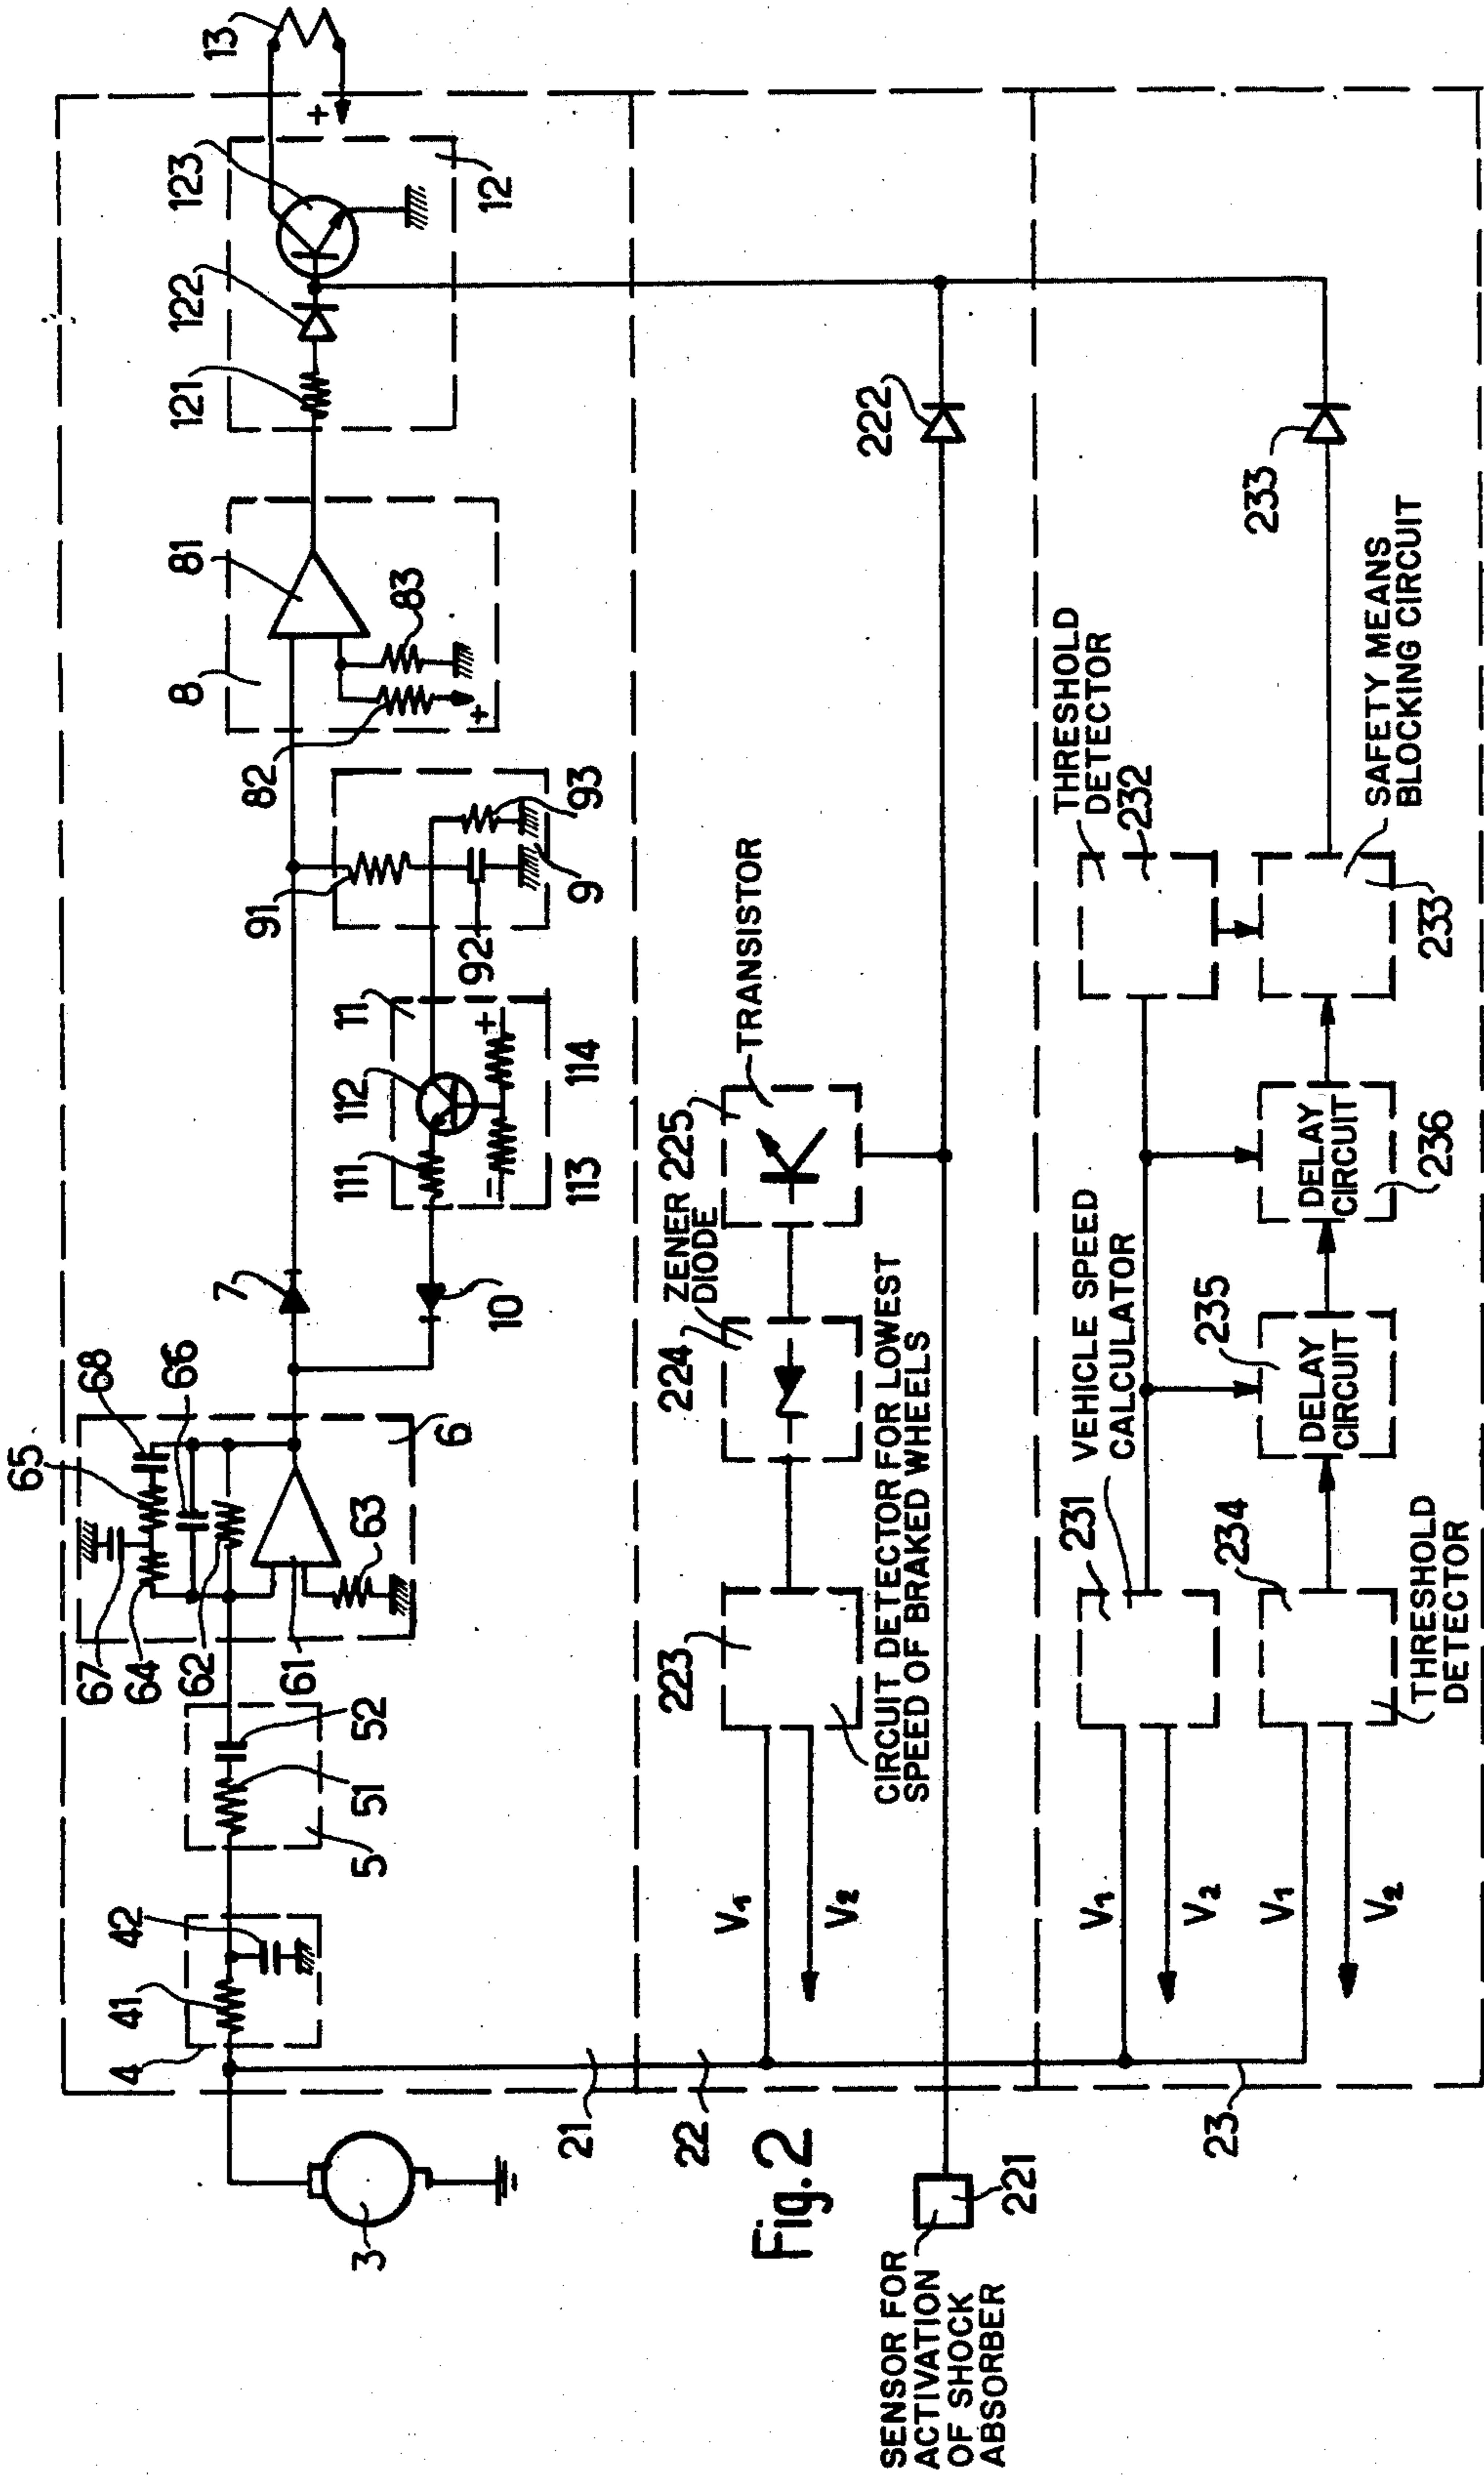 3
4
41
42
5
51
52
6
61
62
63
64
65
66
67
68
7
10
11
111
112
113
114
+
-
9
91
92
93
8
81
82
83
+
12
121
122
123
13
+
21
22
23
Fig.2
SENSOR FOR
ACTIVATION
OF SHOCK
ABSORBER
221
222
V1
V2
223
CIRCUIT DETECTOR FOR LOWEST
SPEED OF BRAKED WHEELS
224
ZENER
DIODE
225
TRANSISTOR
V1
V2
231
VEHICLE SPEED
CALCULATOR
THRESHOLD
DETECTOR
232
V1
V2
234
THRESHOLD
DETECTOR
235
DELAY
CIRCUIT
236
DELAY
CIRCUIT
233
SAFETY MEANS
BLOCKING CIRCUIT
233